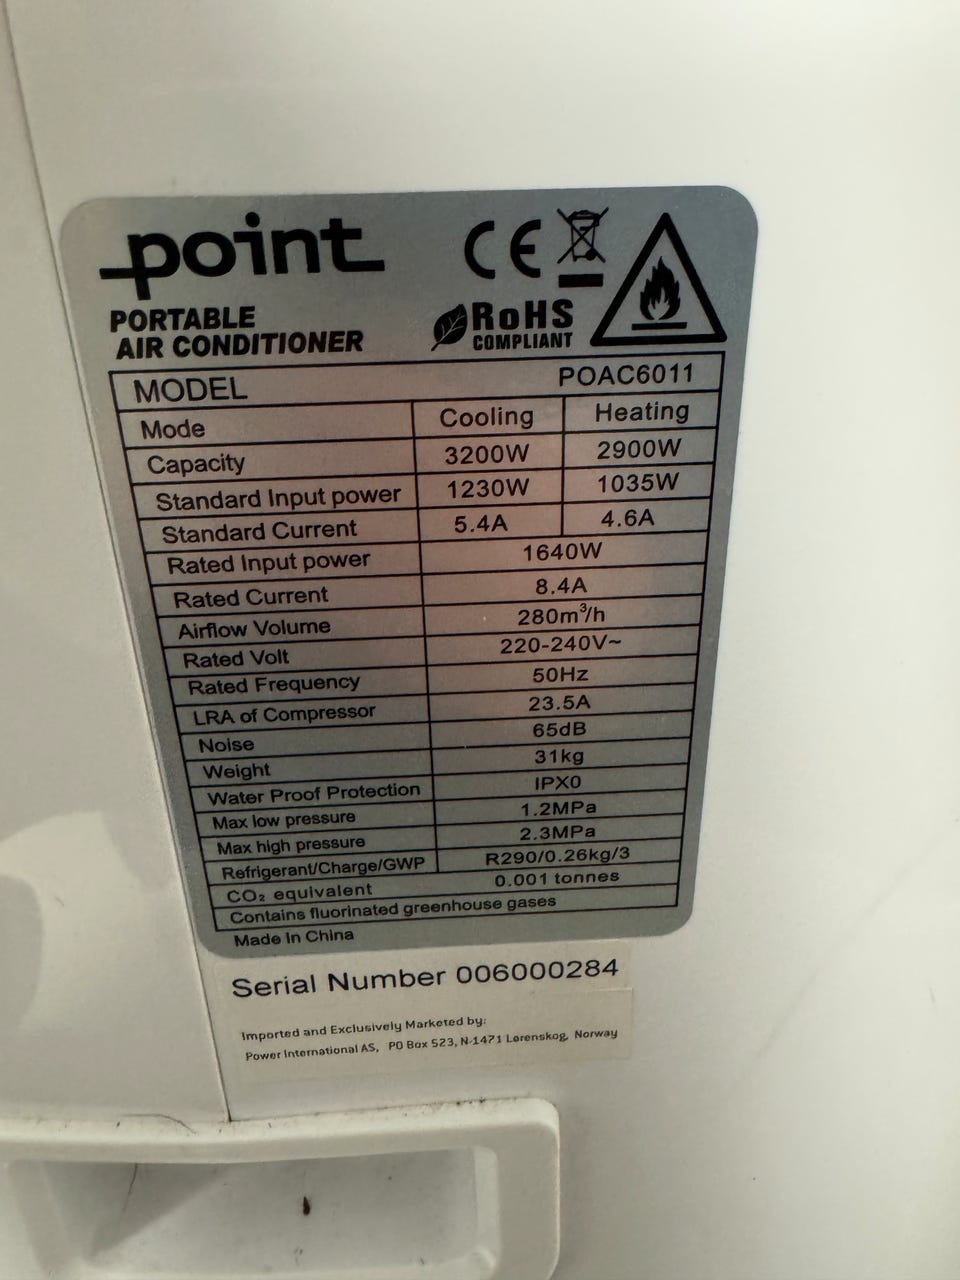 point
CE
PORTABLE
AIR CONDITIONER
RoHS
COMPLIANT
MODEL POAC6011
Mode Cooling Heating
Capacity 3200W 2900W
Standard Input power 1230W 1035W
Standard Current 5.4A 4.6A
Rated Input power 1640W
Rated Current 8.4A
Airflow Volume 280m³/h
Rated Volt 220-240V~
Rated Frequency 50Hz
LRA of Compressor 23.5A
Noise 65dB
Weight 31kg
Water Proof Protection IPX0
Max low pressure 1.2MPa
Max high pressure 2.3MPa
Refrigerant/Charge/GWP R290/0.26kg/3
CO₂ equivalent 0.001 tonnes
Contains fluorinated greenhouse gases
Made In China
Serial Number 006000284
Imported and Exclusively Marketed by:
Power International AS, PO Box 523, N-1471 Lørenskog, Norway